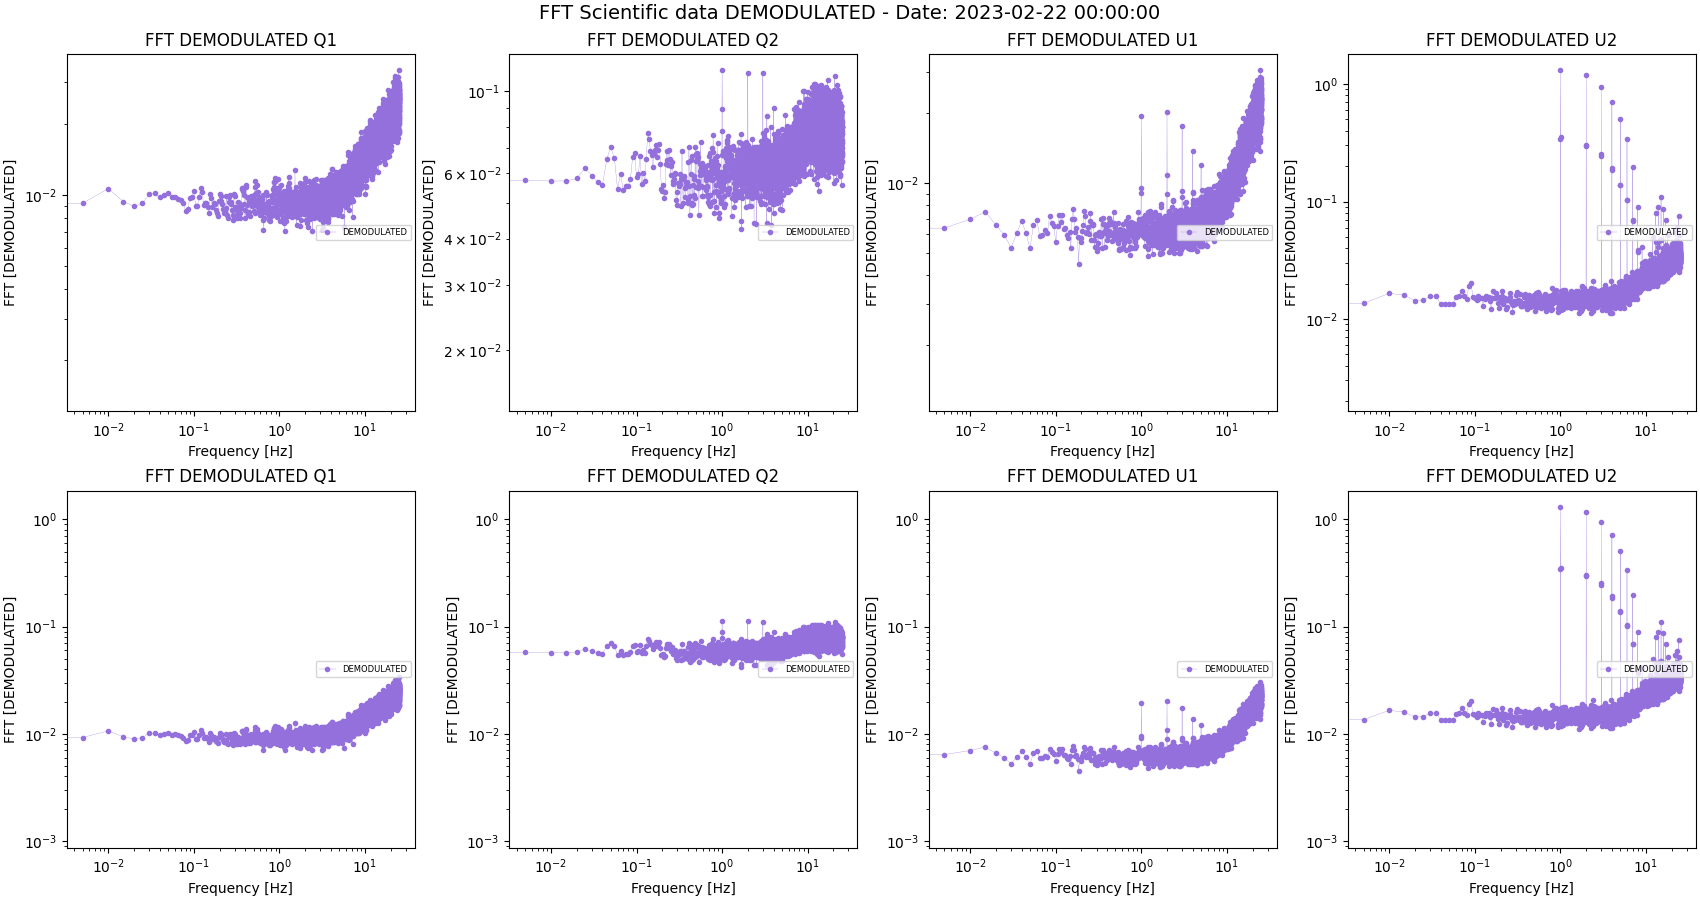 FFT Scientific data DEMODULATED - Date: 2023-02-22 00:00:00
FFT DEMODULATED Q1
FFT [DEMODULATED]
10⁻²
DEMODULATED
10⁻² 10⁻¹ 10⁰ 10¹
Frequency [Hz]
FFT DEMODULATED Q2
FFT [DEMODULATED]
10⁻¹
6 × 10⁻²
4 × 10⁻²
3 × 10⁻²
2 × 10⁻²
DEMODULATED
10⁻² 10⁻¹ 10⁰ 10¹
Frequency [Hz]
FFT DEMODULATED U1
FFT [DEMODULATED]
10⁻²
DEMODULATED
10⁻² 10⁻¹ 10⁰ 10¹
Frequency [Hz]
FFT DEMODULATED U2
FFT [DEMODULATED]
10⁰
10⁻¹
10⁻²
DEMODULATED
10⁻² 10⁻¹ 10⁰ 10¹
Frequency [Hz]
FFT DEMODULATED Q1
FFT [DEMODULATED]
10⁰
10⁻¹
10⁻²
10⁻³
DEMODULATED
10⁻² 10⁻¹ 10⁰ 10¹
Frequency [Hz]
FFT DEMODULATED Q2
FFT [DEMODULATED]
10⁰
10⁻¹
10⁻²
10⁻³
DEMODULATED
10⁻² 10⁻¹ 10⁰ 10¹
Frequency [Hz]
FFT DEMODULATED U1
FFT [DEMODULATED]
10⁰
10⁻¹
10⁻²
10⁻³
DEMODULATED
10⁻² 10⁻¹ 10⁰ 10¹
Frequency [Hz]
FFT DEMODULATED U2
FFT [DEMODULATED]
10⁰
10⁻¹
10⁻²
10⁻³
DEMODULATED
10⁻² 10⁻¹ 10⁰ 10¹
Frequency [Hz]